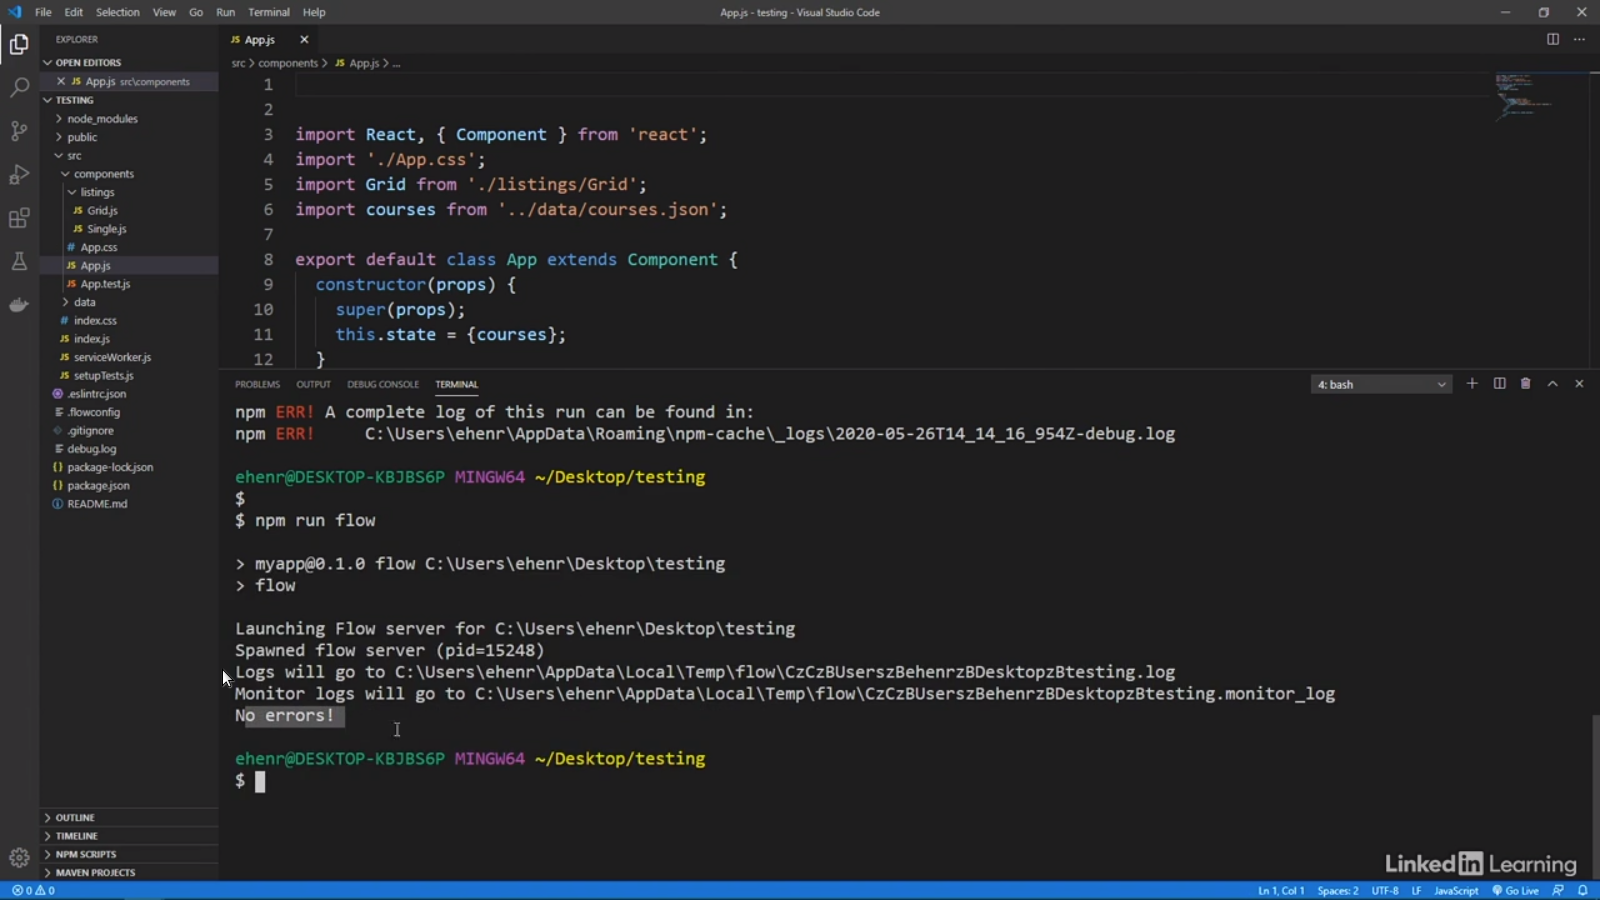 File Edit Selection View Go Run Terminal Help
App.js - testing - Visual Studio Code
EXPLORER
OPEN EDITORS
JS App.js src\components
TESTING
node_modules
public
src
components
listings
JS Grid.js
JS Single.js
# App.css
JS App.js
JS App.test.js
data
# index.css
JS index.js
JS serviceWorker.js
JS setupTests.js
.eslintrc.json
.flowconfig
.gitignore
debug.log
{} package-lock.json
{} package.json
README.md
OUTLINE
TIMELINE
NPM SCRIPTS
MAVEN PROJECTS
JS App.js
src > components > JS App.js > ...
1
2
3 import React, { Component } from 'react';
4 import './App.css';
5 import Grid from './listings/Grid';
6 import courses from '../data/courses.json';
7
8 export default class App extends Component {
9 constructor(props) {
10 super(props);
11 this.state = {courses};
12 }
PROBLEMS OUTPUT DEBUG CONSOLE TERMINAL
4: bash
npm ERR! A complete log of this run can be found in:
npm ERR! C:\Users\ehenr\AppData\Roaming\npm-cache\_logs\2020-05-26T14_14_16_954Z-debug.log
ehenr@DESKTOP-KBJBS6P MINGW64 ~/Desktop/testing
$
$ npm run flow
> myapp@0.1.0 flow C:\Users\ehenr\Desktop\testing
> flow
Launching Flow server for C:\Users\ehenr\Desktop\testing
Spawned flow server (pid=15248)
Logs will go to C:\Users\ehenr\AppData\Local\Temp\flow\CzCzBUserszBehenrzBDesktopzBtesting.log
Monitor logs will go to C:\Users\ehenr\AppData\Local\Temp\flow\CzCzBUserszBehenrzBDesktopzBtesting.monitor_log
No errors!
ehenr@DESKTOP-KBJBS6P MINGW64 ~/Desktop/testing
$
LinkedIn Learning
0 0
Ln 1, Col 1 Spaces: 2 UTF-8 LF JavaScript Go Live